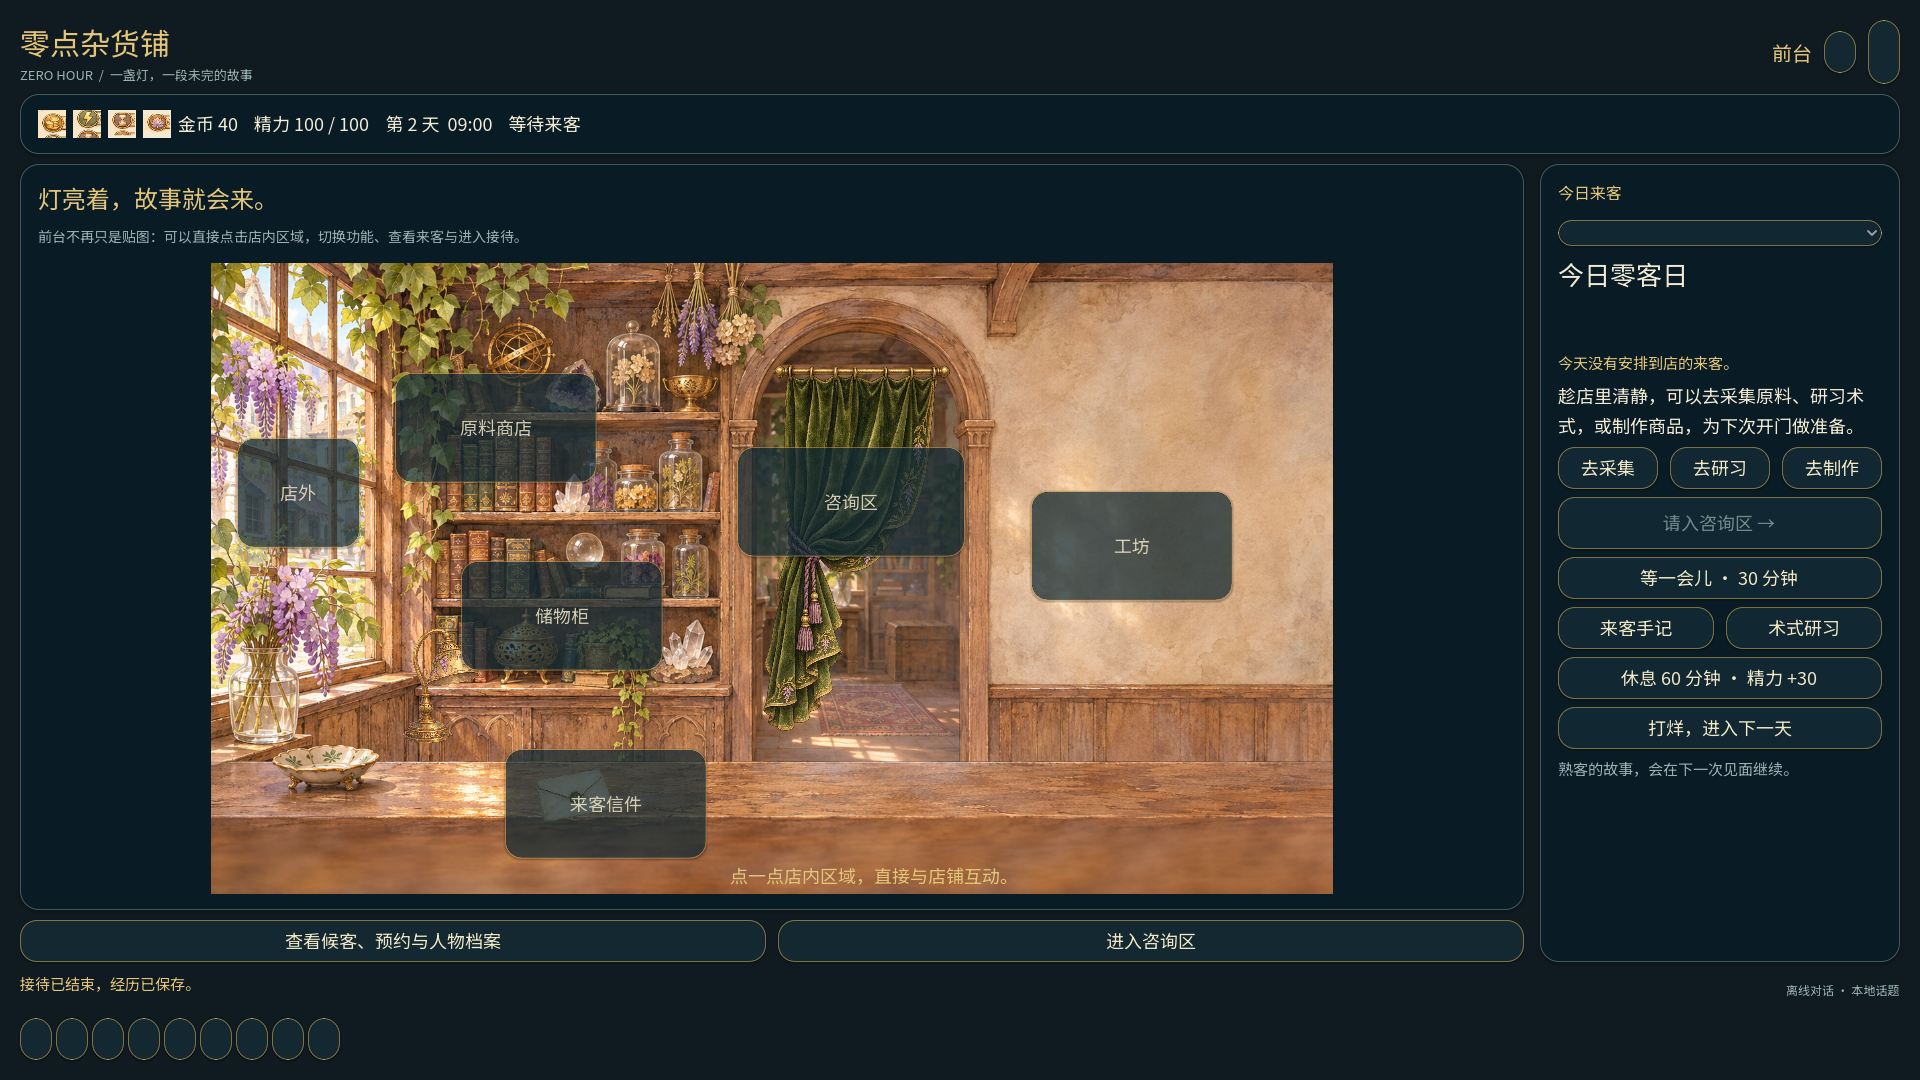 零点杂货铺
ZERO HOUR / 一盏灯，一段未完的故事
前台
金币 40 精力 100 / 100 第 2 天 09:00 等待来客
灯亮着，故事就会来。
前台不再只是贴图：可以直接点击店内区域，切换功能、查看来客与进入接待。
原料商店
店外
咨询区
工坊
储物柜
来客信件
点一点店内区域，直接与店铺互动。
查看候客、预约与人物档案
进入咨询区
今日来客
今日零客日
今天没有安排到店的来客。
趁店里清静，可以去采集原料、研习术
式，或制作商品，为下次开门做准备。
去采集
去研习
去制作
请入咨询区 →
等一会儿 · 30 分钟
来客手记
术式研习
休息 60 分钟 · 精力 +30
打烊，进入下一天
熟客的故事，会在下一次见面继续。
接待已结束，经历已保存。
离线对话 · 本地话题